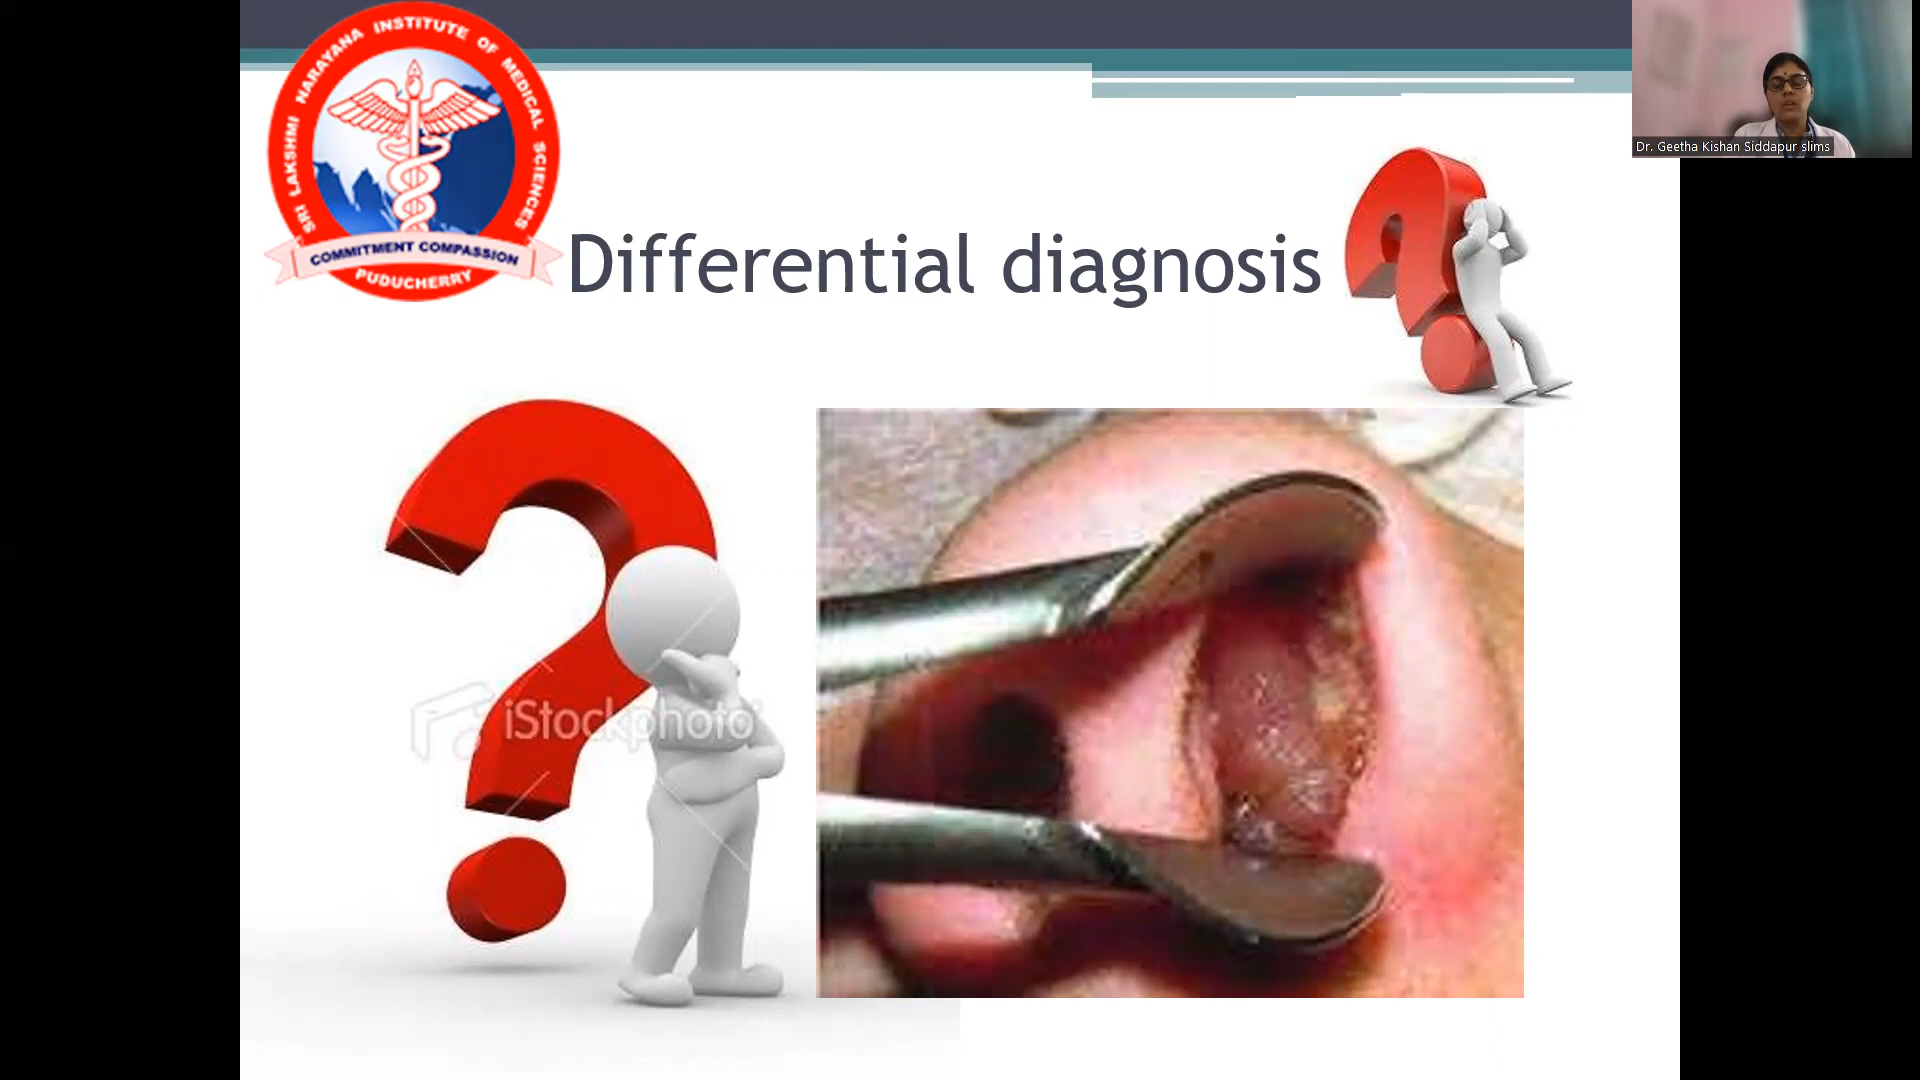 SRI LAKSHMI NARAYANA INSTITUTE OF MEDICAL SCIENCES
COMMITMENT COMPASSION
PUDUCHERRY
Dr. Geetha Kishan Siddapur slims
Differential diagnosis
iStockphoto